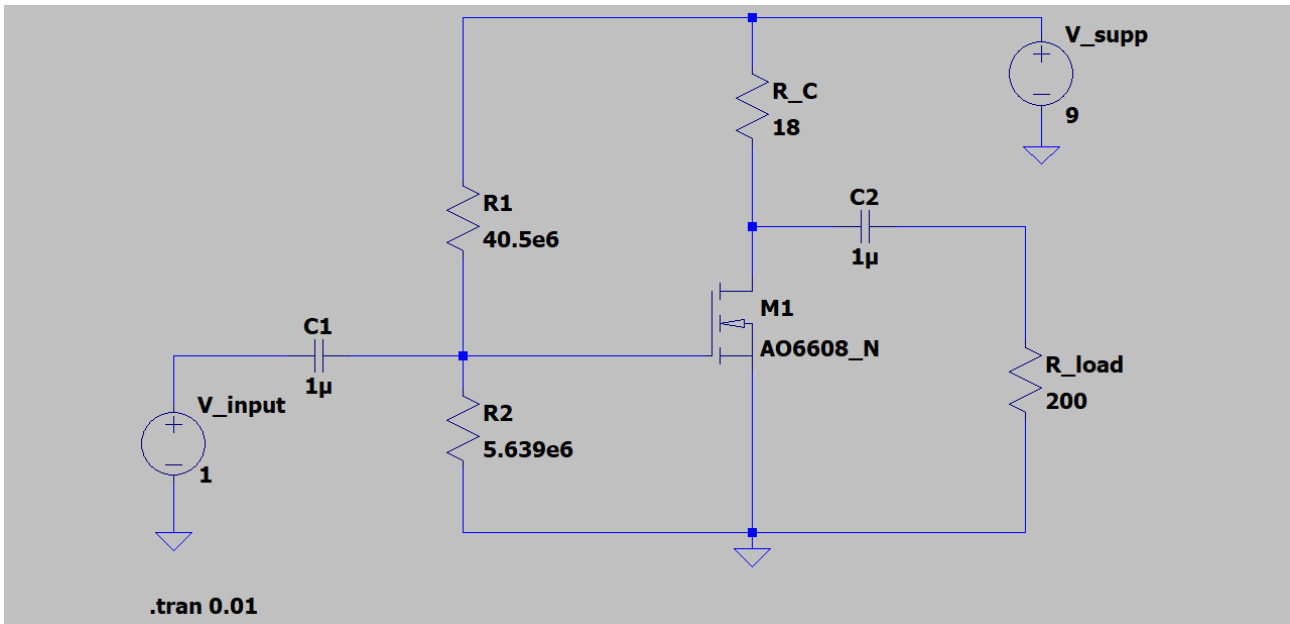 V_supp
9
R_C
18
R1
40.5e6
C2
1µ
M1
AO6608_N
C1
1µ
R_load
200
V_input
1
R2
5.639e6
.tran 0.01